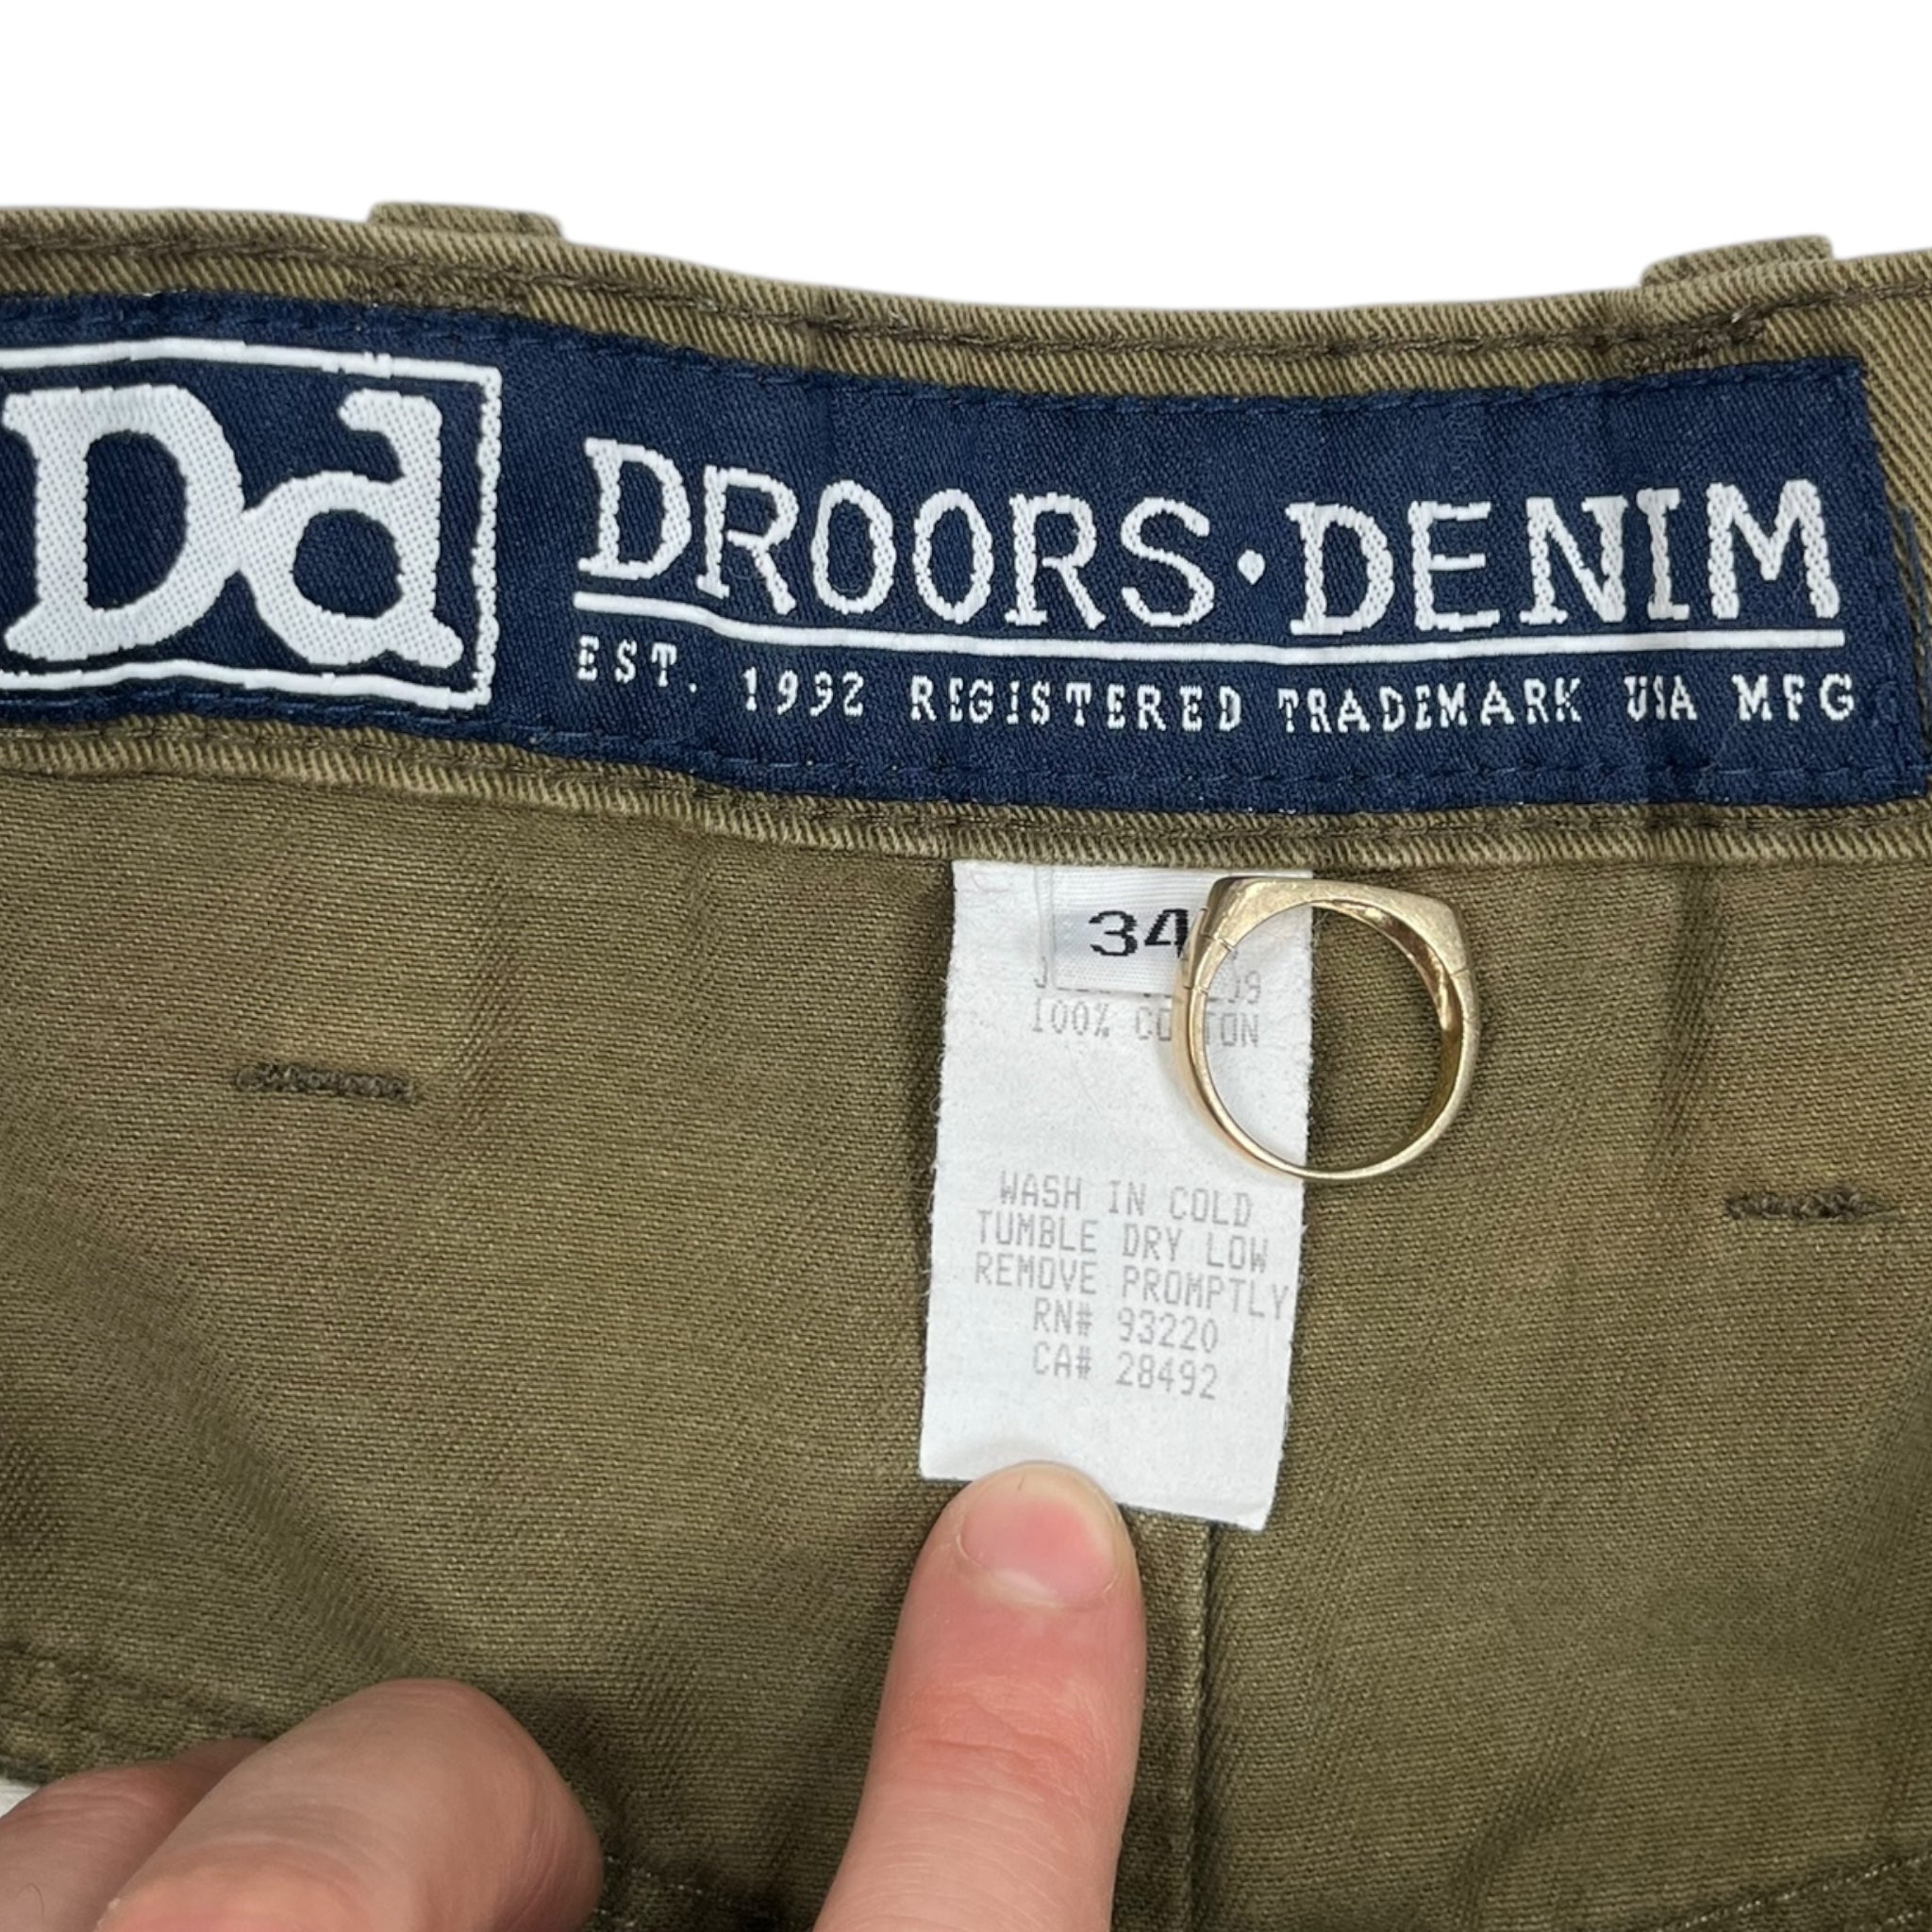 Dd
DROORS·DENIM
EST. 1992 REGISTERED TRADEMARK USA MFG
34
100% COTTON
WASH IN COLD
TUMBLE DRY LOW
REMOVE PROMPTLY
RN# 93220
CA# 28492